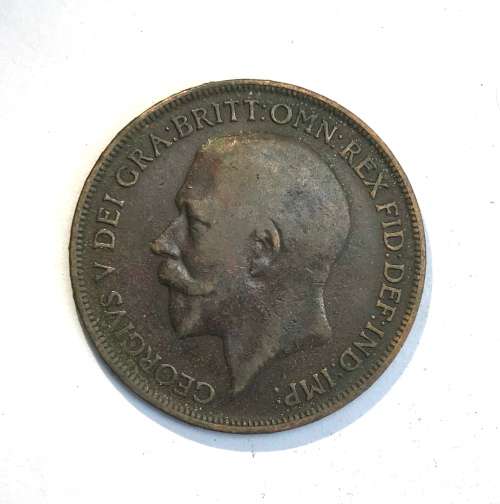 GEORGIVS V DEI GRA:BRITT:OMN:REX FID:DEF:IND:IMP: